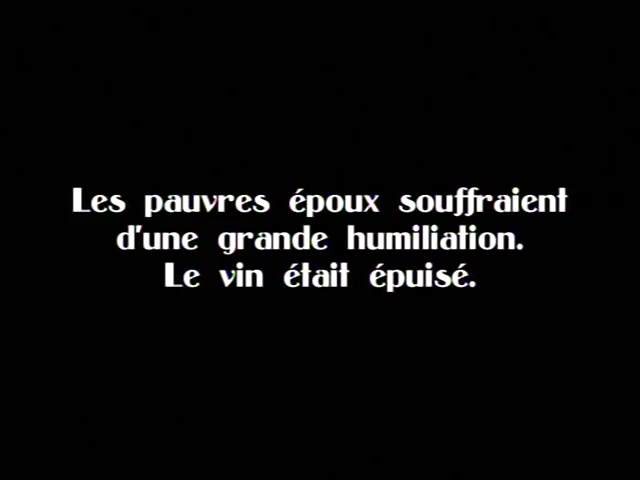 Les pauvres époux souffraient
d'une grande humiliation.
Le vin était épuisé.